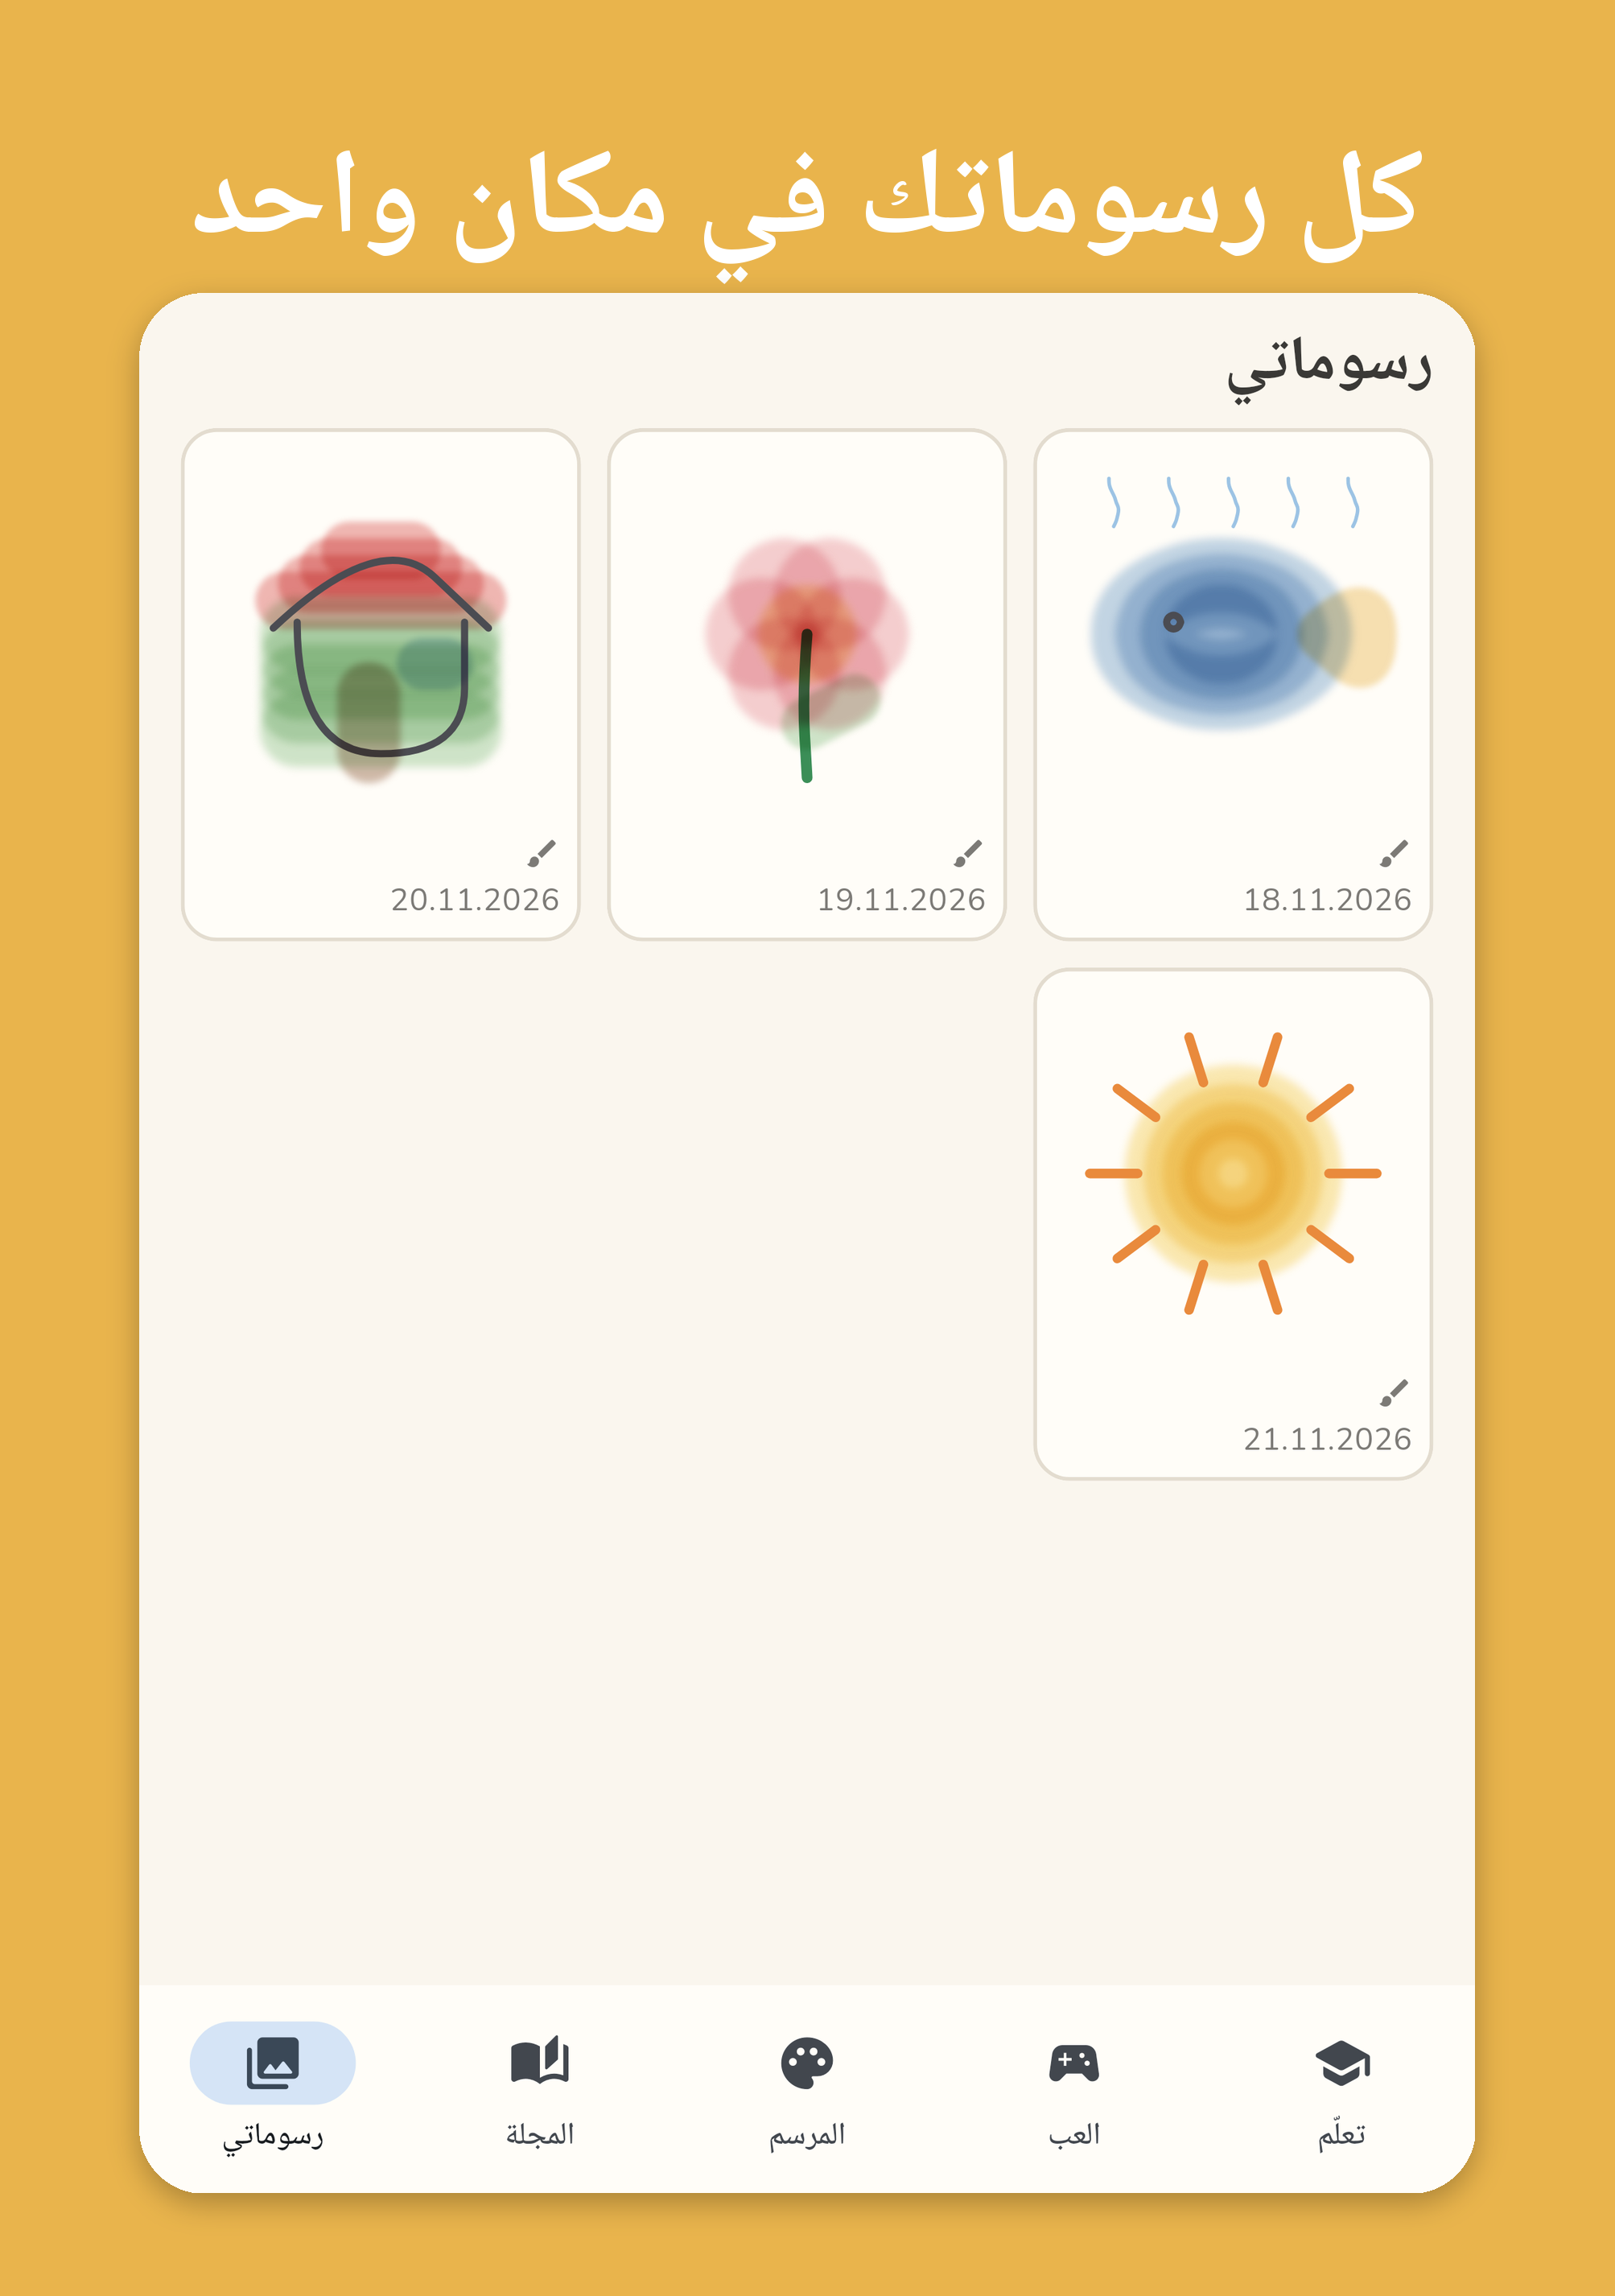 كل رسوماتك في مكان واحد
رسوماتي
18.11.2026
19.11.2026
20.11.2026
21.11.2026
تعلّم
العب
المرسم
المجلة
رسوماتي